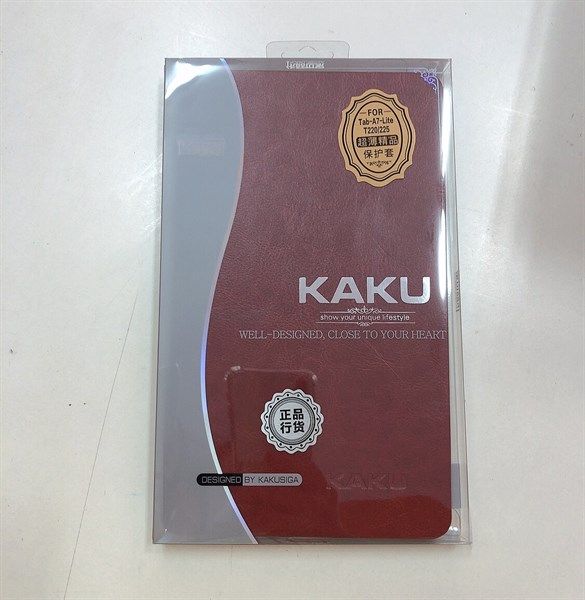 FOR
Tab-A7-Lite
T220/225
超薄精品
保护套
KAKU
show your unique lifestyle
WELL-DESIGNED, CLOSE TO YOUR HEART
正品
行货
DESIGNED BY KAKUSIGA
KAKU